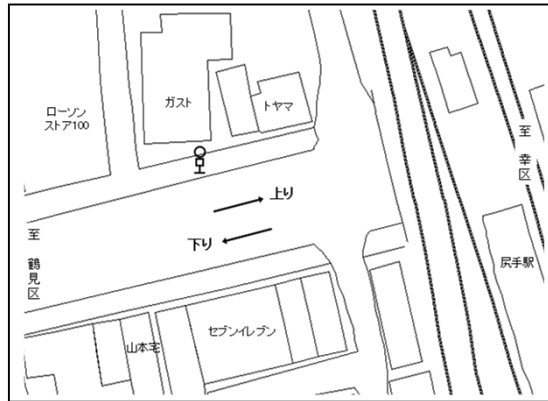 ローソン
ストア100
ガスト
トヤマ
至
幸
区
上り
下り
至
鶴
見
区
尻手駅
セブンイレブン
山本宅